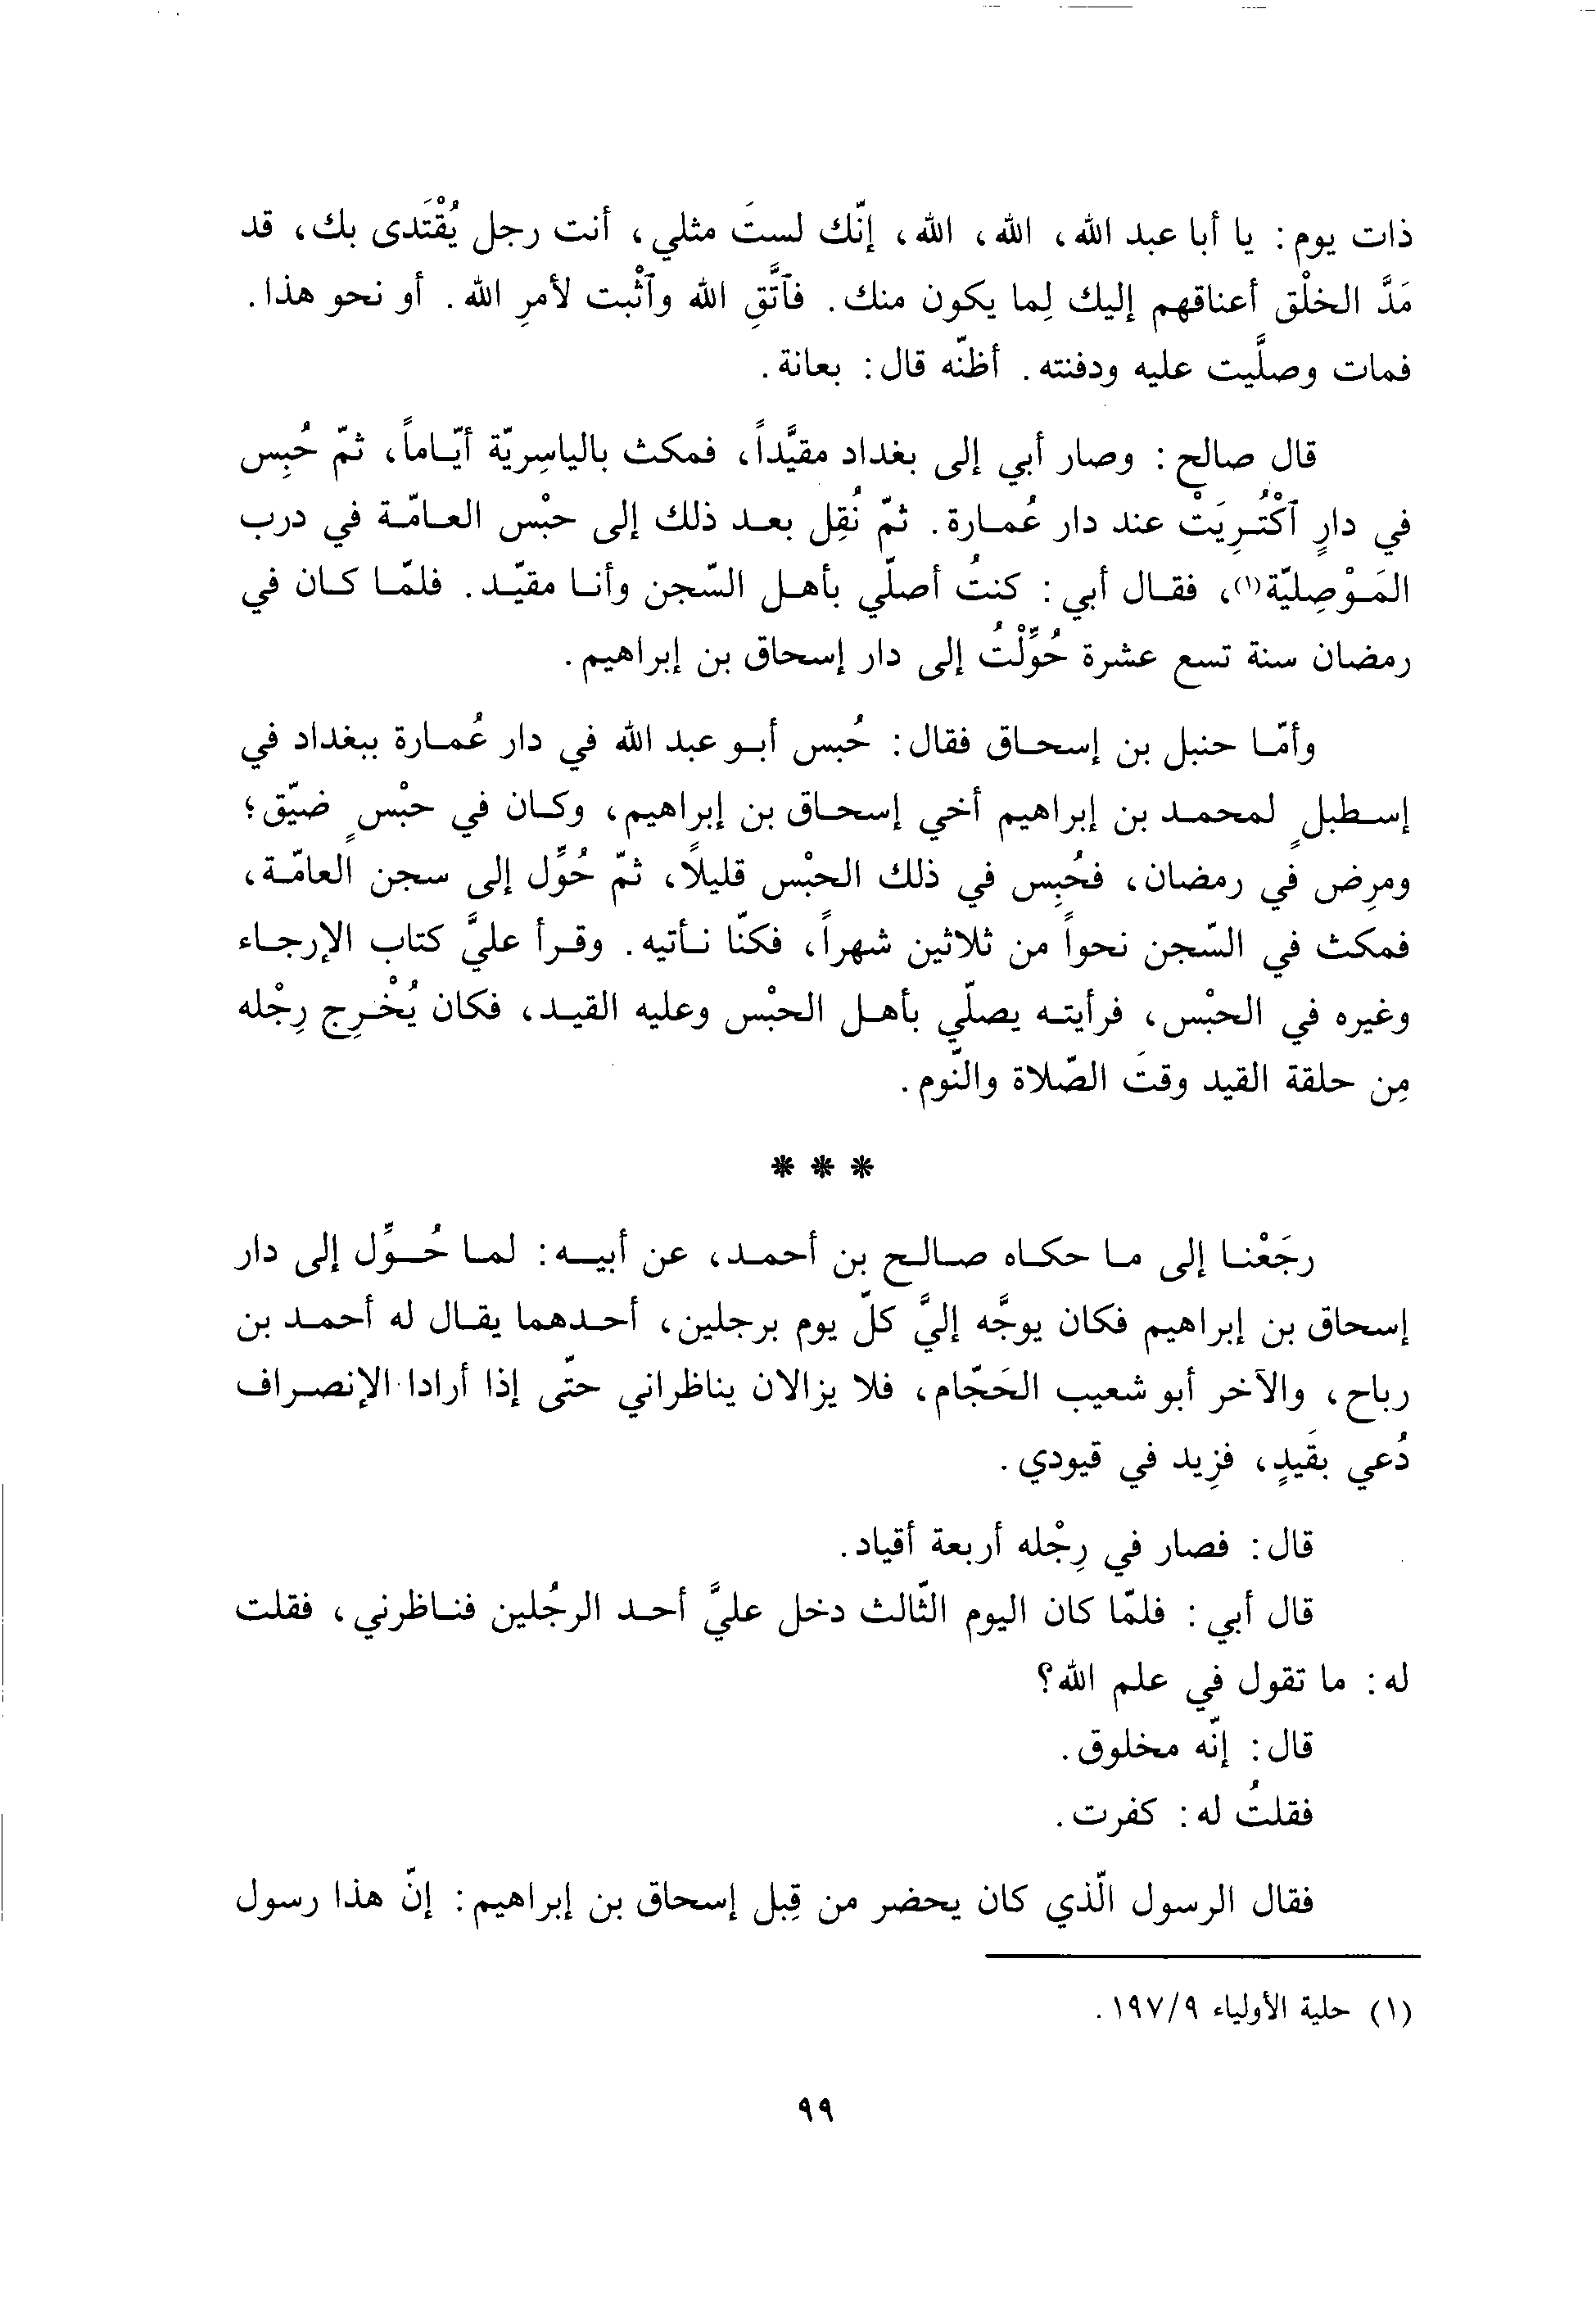 ذات يوم: يا أبا عبد الله، الله، الله، إنّك لستَ مثلي، أنت رجل يُقْتَدى بك، قد
مَدَّ الخلْق أعناقهم إليك لِما يكون منك. فٱتَّقِ الله وٱثْبت لأمرِ الله. أو نحو هذا.
فمات وصلَّيت عليه ودفنته. أظنّه قال: بعانة.
قال صالح: وصار أبي إلى بغداد مقيَّداً، فمكث بالياسِريّة أيّاماً، ثمّ حُبِس
في دارٍ ٱكْتُرِيَتْ عند دار عُمارة. ثمّ نُقِل بعد ذلك إلى حبْس العامّة في درب
المَوْصِليّة(١)، فقال أبي: كنتُ أصلّي بأهل السّجن وأنا مقيّد. فلمّا كان في
رمضان سنة تسع عشرة حُوِّلْتُ إلى دار إسحاق بن إبراهيم.
وأمّا حنبل بن إسحاق فقال: حُبس أبو عبد الله في دار عُمارة ببغداد في
إسطبلٍ لمحمد بن إبراهيم أخي إسحاق بن إبراهيم، وكان في حبْسٍ ضيّق؛
ومرِض في رمضان، فحُبِس في ذلك الحبْس قليلًا، ثمّ حُوِّل إلى سجن العامّة،
فمكث في السّجن نحواً من ثلاثين شهراً، فكنّا نأتيه. وقرأ عليَّ كتاب الإرجاء
وغيره في الحبْس، فرأيته يصلّي بأهل الحبْس وعليه القيد، فكان يُخْرِج رِجْله
مِن حلقة القيد وقتَ الصّلاة والنّوم.
* * *
رجَعْنا إلى ما حكاه صالح بن أحمد، عن أبيه: لما حُوِّل إلى دار
إسحاق بن إبراهيم فكان يوجَّه إليَّ كلّ يوم برجلين، أحدهما يقال له أحمد بن
رباح، والآخر أبو شعيب الحَجّام، فلا يزالان يناظراني حتّى إذا أرادا الإنصراف
دُعي بقَيدٍ، فزِيد في قيودي.
قال: فصار في رِجْله أربعة أقياد.
قال أبي: فلمّا كان اليوم الثّالث دخل عليَّ أحد الرجُلين فناظرني، فقلت
له: ما تقول في علم الله؟
قال: إنّه مخلوق.
فقلتُ له: كفرت.
فقال الرسول الّذي كان يحضر من قِبل إسحاق بن إبراهيم: إنّ هذا رسول
(١) حلية الأولياء ١٩٧/٩.
٩٩